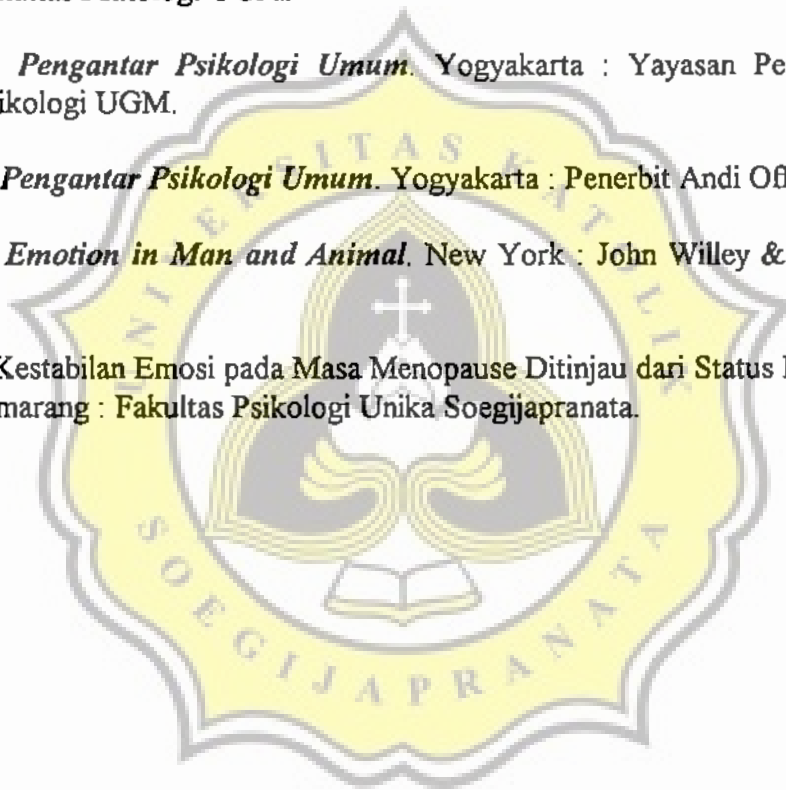 Pengantar Psikologi Umum. Yogyakarta : Yayasan Pe
ikologi UGM.
Pengantar Psikologi Umum. Yogyakarta : Penerbit Andi Off
Emotion in Man and Animal. New York : John Willey &
Kestabilan Emosi pada Masa Menopause Ditinjau dari Status
marang : Fakultas Psikologi Unika Soegijapranata.
UNIVERSITAS KATOLIK
SOEGIJAPRANATA